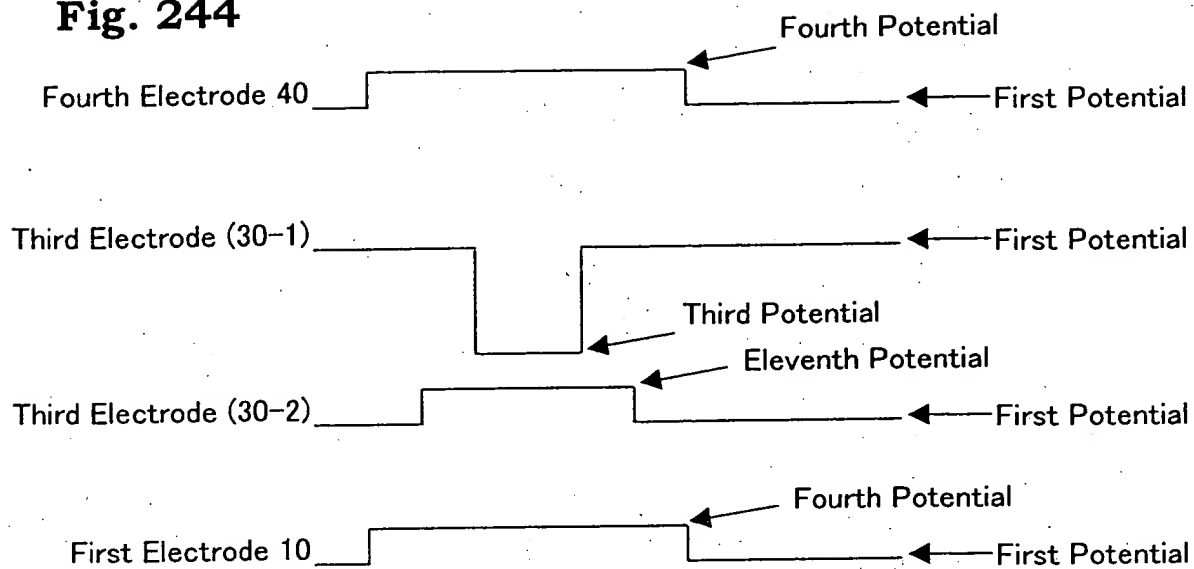 Fig. 244
Fourth Potential
Fourth Electrode 40
First Potential
Third Electrode (30-1)
First Potential
Third Potential
Eleventh Potential
Third Electrode (30-2)
First Potential
Fourth Potential
First Electrode 10
First Potential